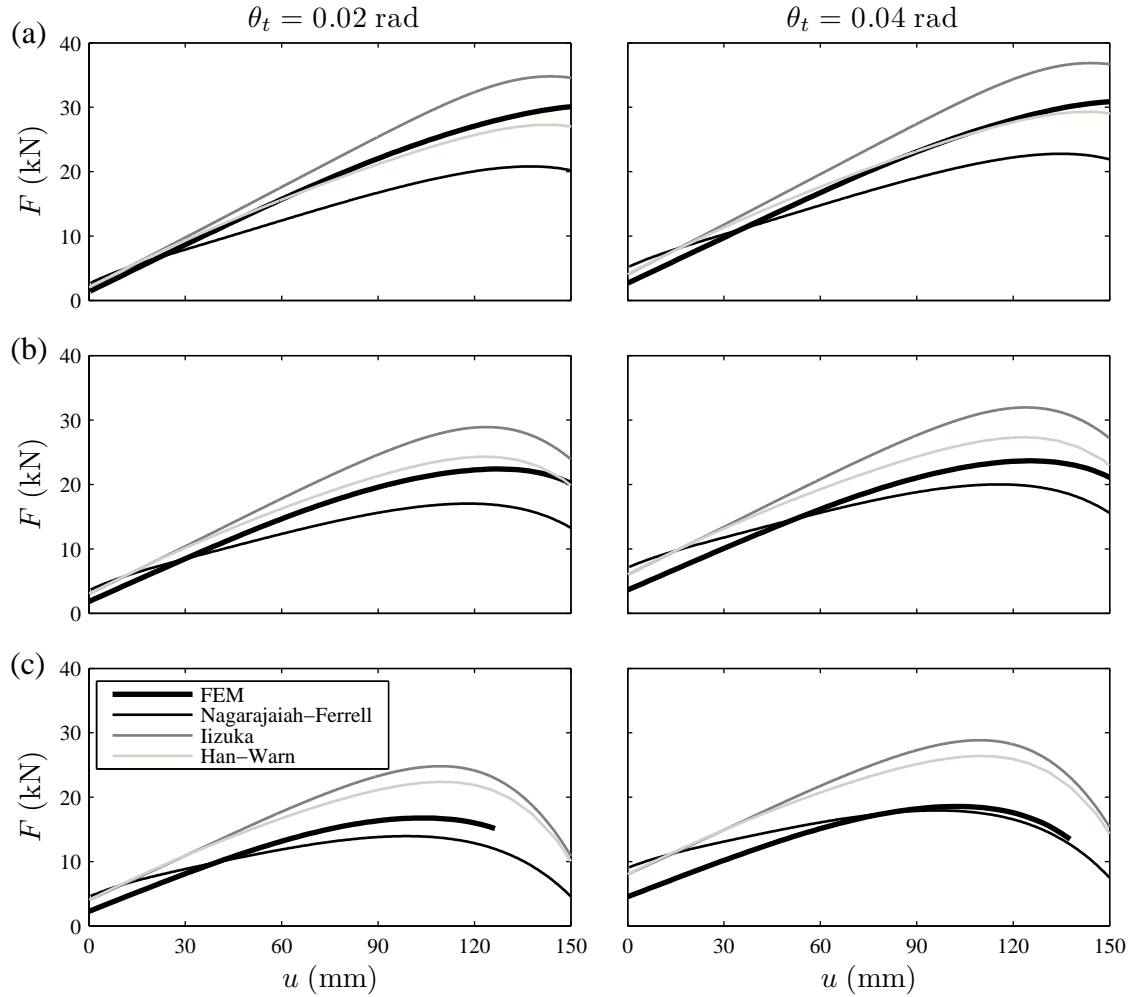 θt = 0.02 rad
θt = 0.04 rad
(a)
40
30
20
10
0
F (kN)
(b)
40
30
20
10
0
F (kN)
(c)
40
30
20
10
0
F (kN)
FEM
Nagarajaiah−Ferrell
Iizuka
Han−Warn
0 30 60 90 120 150
0 30 60 90 120 150
u (mm)
u (mm)